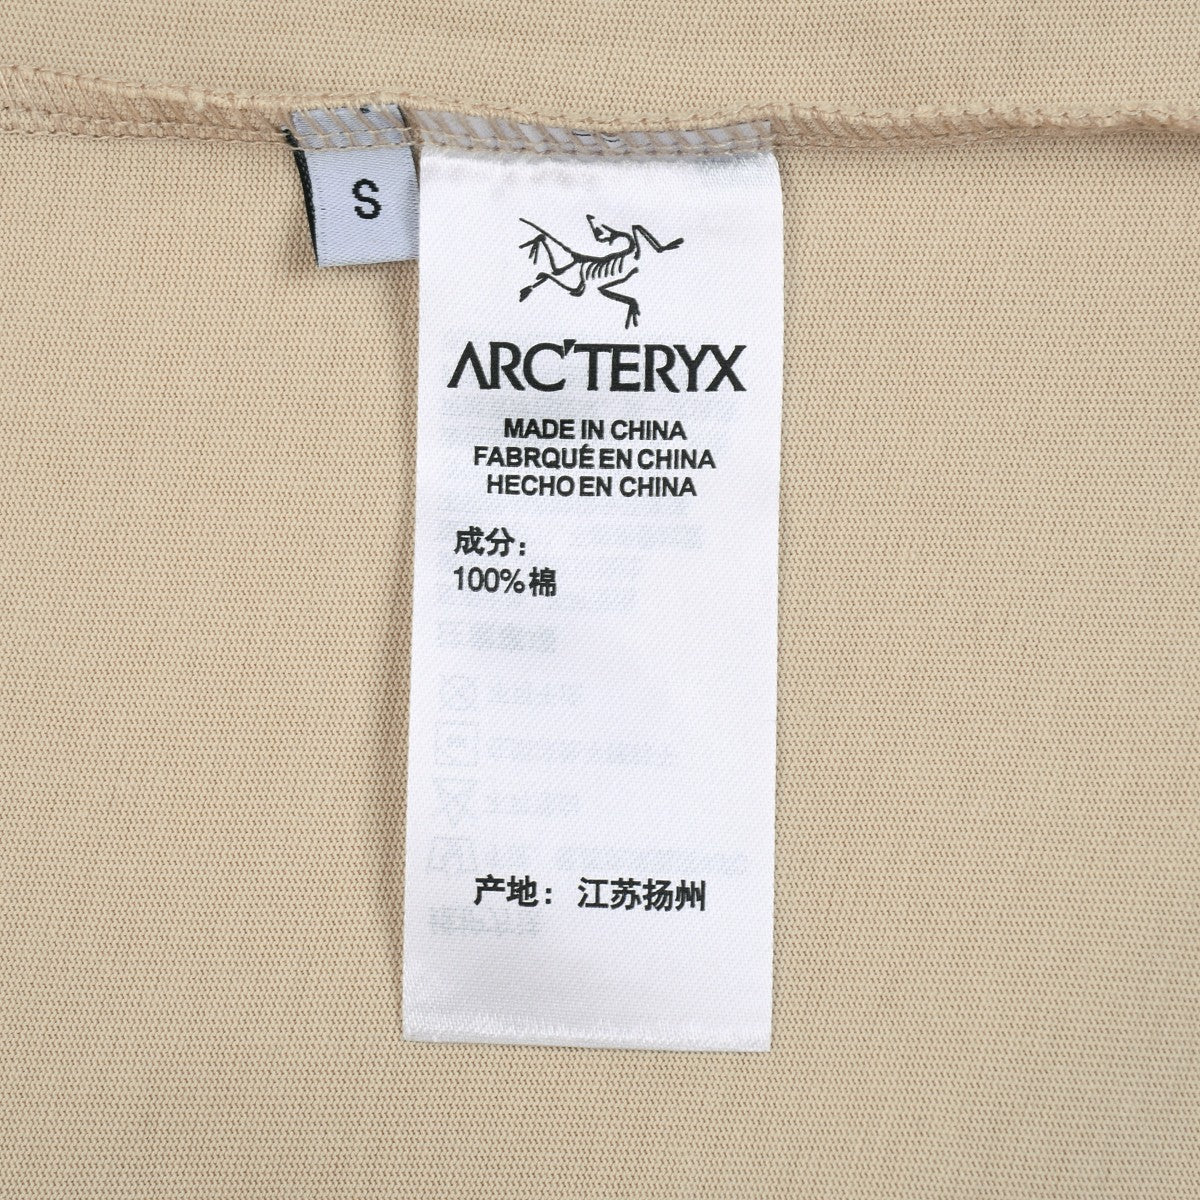 S
ARC'TERYX
MADE IN CHINA
FABRQUÉ EN CHINA
HECHO EN CHINA
成分：
100%棉
产地：江苏扬州